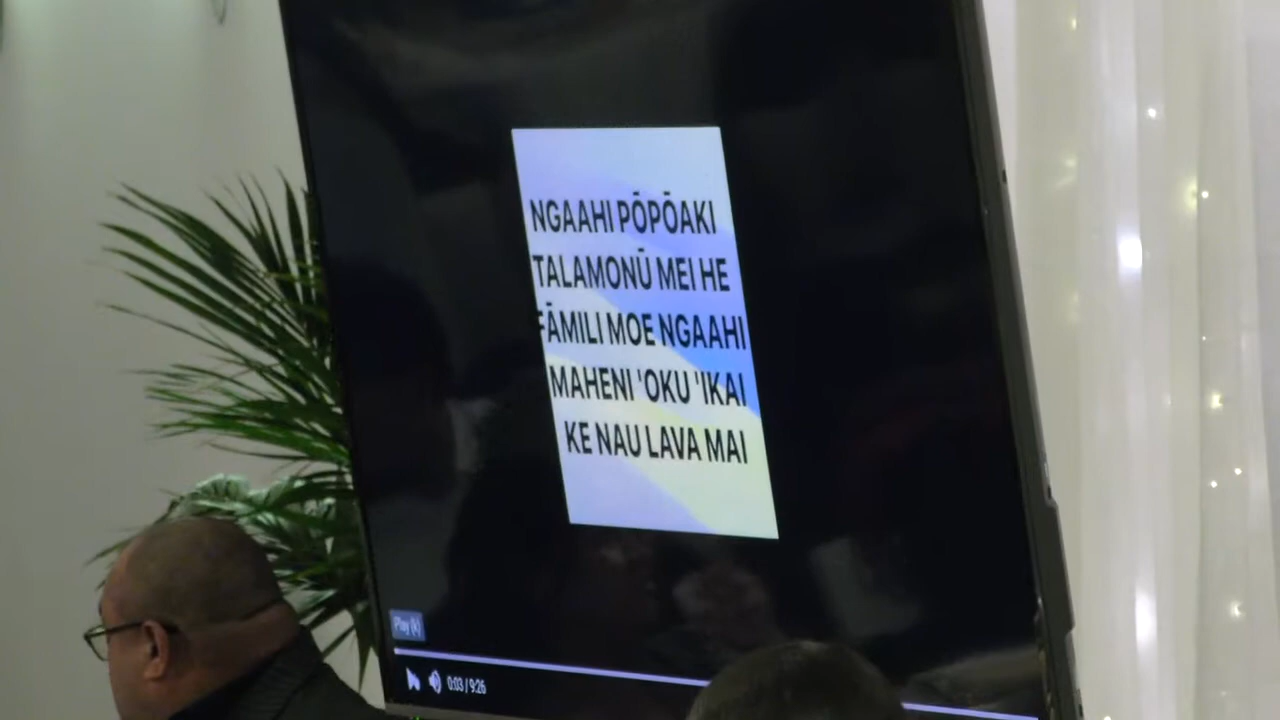 NGAAHI PŌPŌAKI
TALAMONŪ MEI HE
FĀMILI MOE NGAAHI
MAHENI 'OKU 'IKAI
KE NAU LAVA MAI
Play (k)
0:03 / 9:26